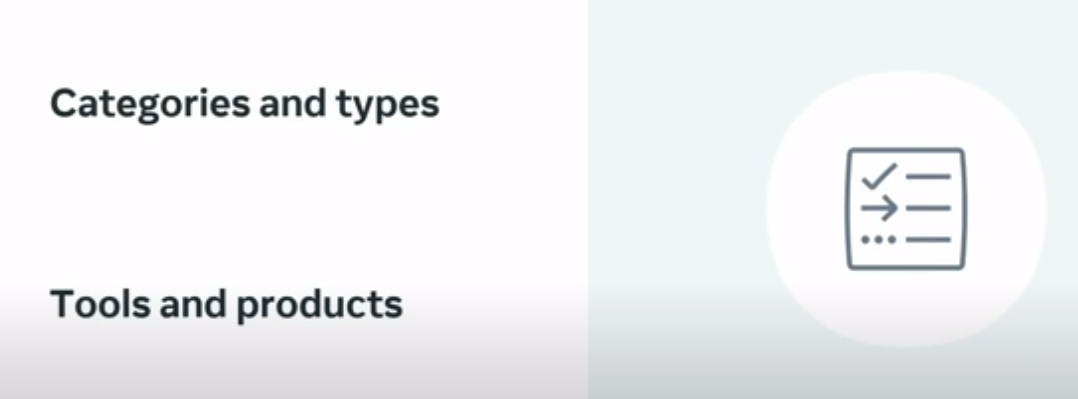 Categories and types
Tools and products